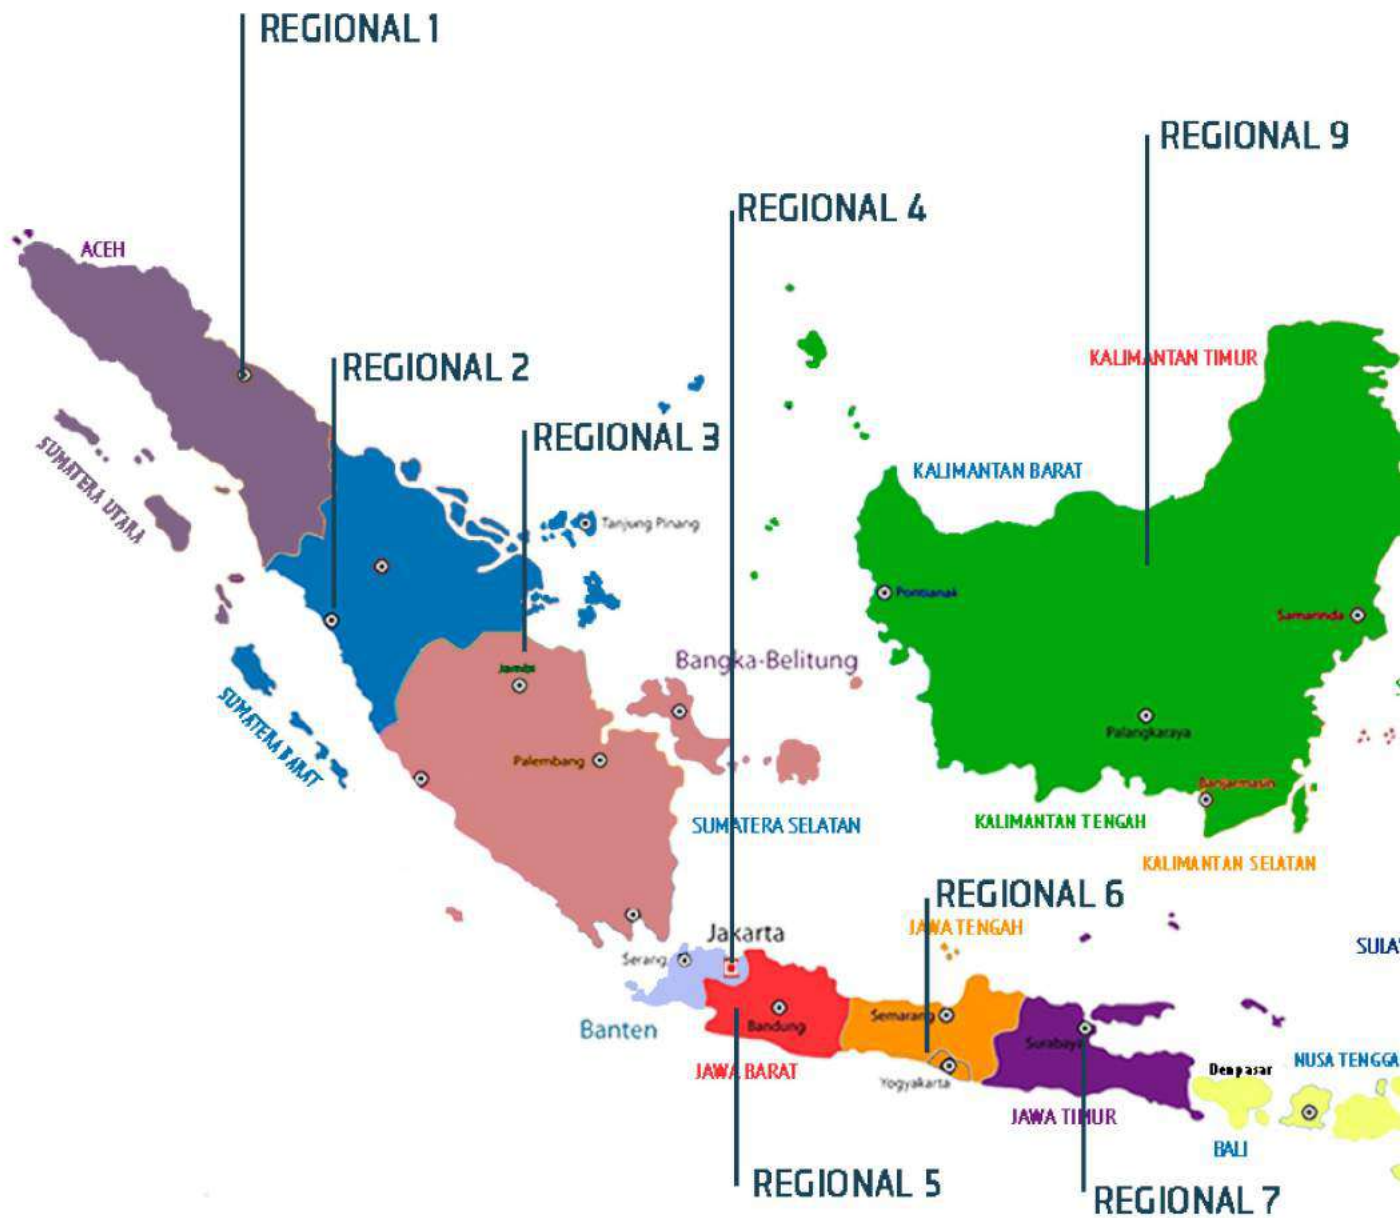 REGIONAL 1
REGIONAL 9
REGIONAL 4
ACEH
KALIMANTAN TIMUR
REGIONAL 2
REGIONAL 3
KALIMANTAN BARAT
SUMATERA UTARA
Tanjung Pinang
Pontianak
Samarinda
Bangka-Belitung
Jambi
SUMATERA BARAT
Palangkaraya
Palembang
Banjarmasin
SUMATERA SELATAN
KALIMANTAN TENGAH
KALIMANTAN SELATAN
REGIONAL 6
JAWA TENGAH
Jakarta
SULA
Serang
Semarang
Banten
Bandung
Surabaya
NUSA TENGGA
Denpasar
JAWA BARAT
Yogyakarta
JAWA TIMUR
BALI
REGIONAL 5
REGIONAL 7